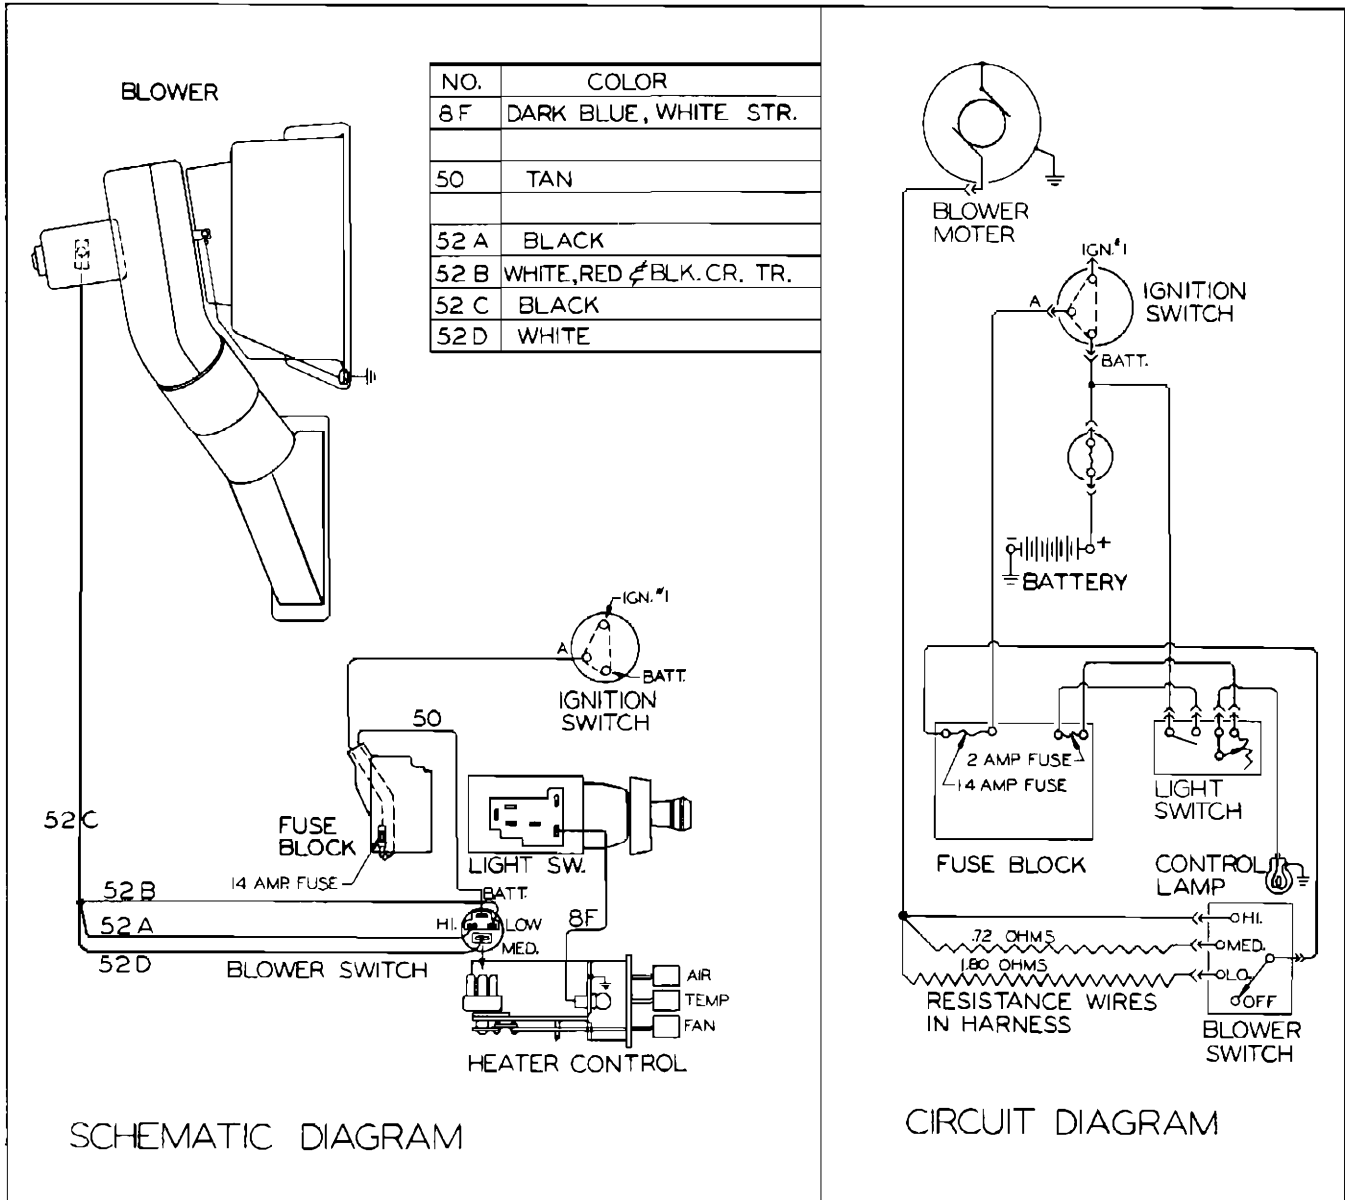 BLOWER
NO. COLOR
8F DARK BLUE, WHITE STR.
50 TAN
52 A BLACK
52 B WHITE, RED & BLK. CR. TR.
52 C BLACK
52 D WHITE
IGN. #1
A
BATT.
IGNITION
SWITCH
50
52C
FUSE
BLOCK
14 AMP FUSE
LIGHT SW.
52B
BATT.
52A
HI.
LOW
8F
MED.
52D
BLOWER SWITCH
AIR
TEMP
FAN
HEATER CONTROL
SCHEMATIC DIAGRAM
BLOWER
MOTER
IGN. #1
A
IGNITION
SWITCH
BATT.
- +
BATTERY
2 AMP FUSE
14 AMP FUSE
LIGHT
SWITCH
FUSE BLOCK
CONTROL
LAMP
HI.
.72 OHMS
MED.
1.80 OHMS
LO.
RESISTANCE WIRES
IN HARNESS
OFF
BLOWER
SWITCH
CIRCUIT DIAGRAM